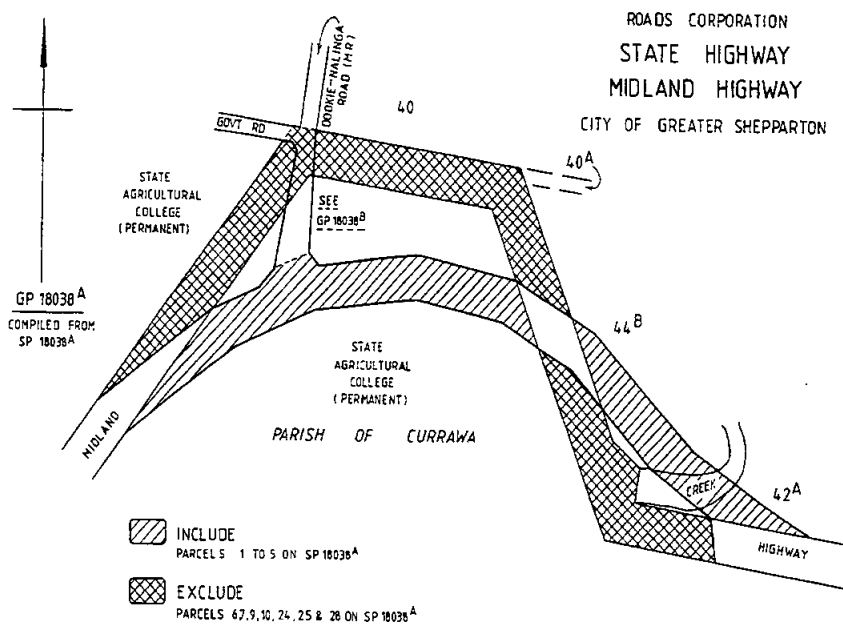 ROADS CORPORATION
STATE HIGHWAY
MIDLAND HIGHWAY
CITY OF GREATER SHEPPARTON
DOOKIE-NALINGA
ROAD (M.R.)
40
GOVT RD
40A
STATE
AGRICULTURAL
COLLEGE
(PERMANENT)
SEE
GP 18038B
GP 18038A
COMPILED FROM
SP 18038A
44B
STATE
AGRICULTURAL
COLLEGE
(PERMANENT)
MIDLAND
PARISH OF CURRAWA
CREEK
42A
HIGHWAY
INCLUDE
PARCELS 1 TO 5 ON SP 18038A
EXCLUDE
PARCELS 6,7,9,10,24,25 & 28 ON SP 18038A